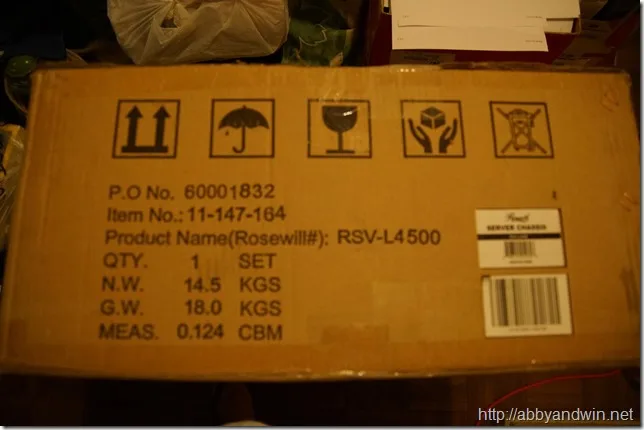 P.O No. 60001832
Item No.: 11-147-164
Product Name(Rosewill#): RSV-L4500
QTY. 1 SET
N.W. 14.5 KGS
G.W. 18.0 KGS
MEAS. 0.124 CBM
SERVER CHASSIS
http://abbyandwin.net